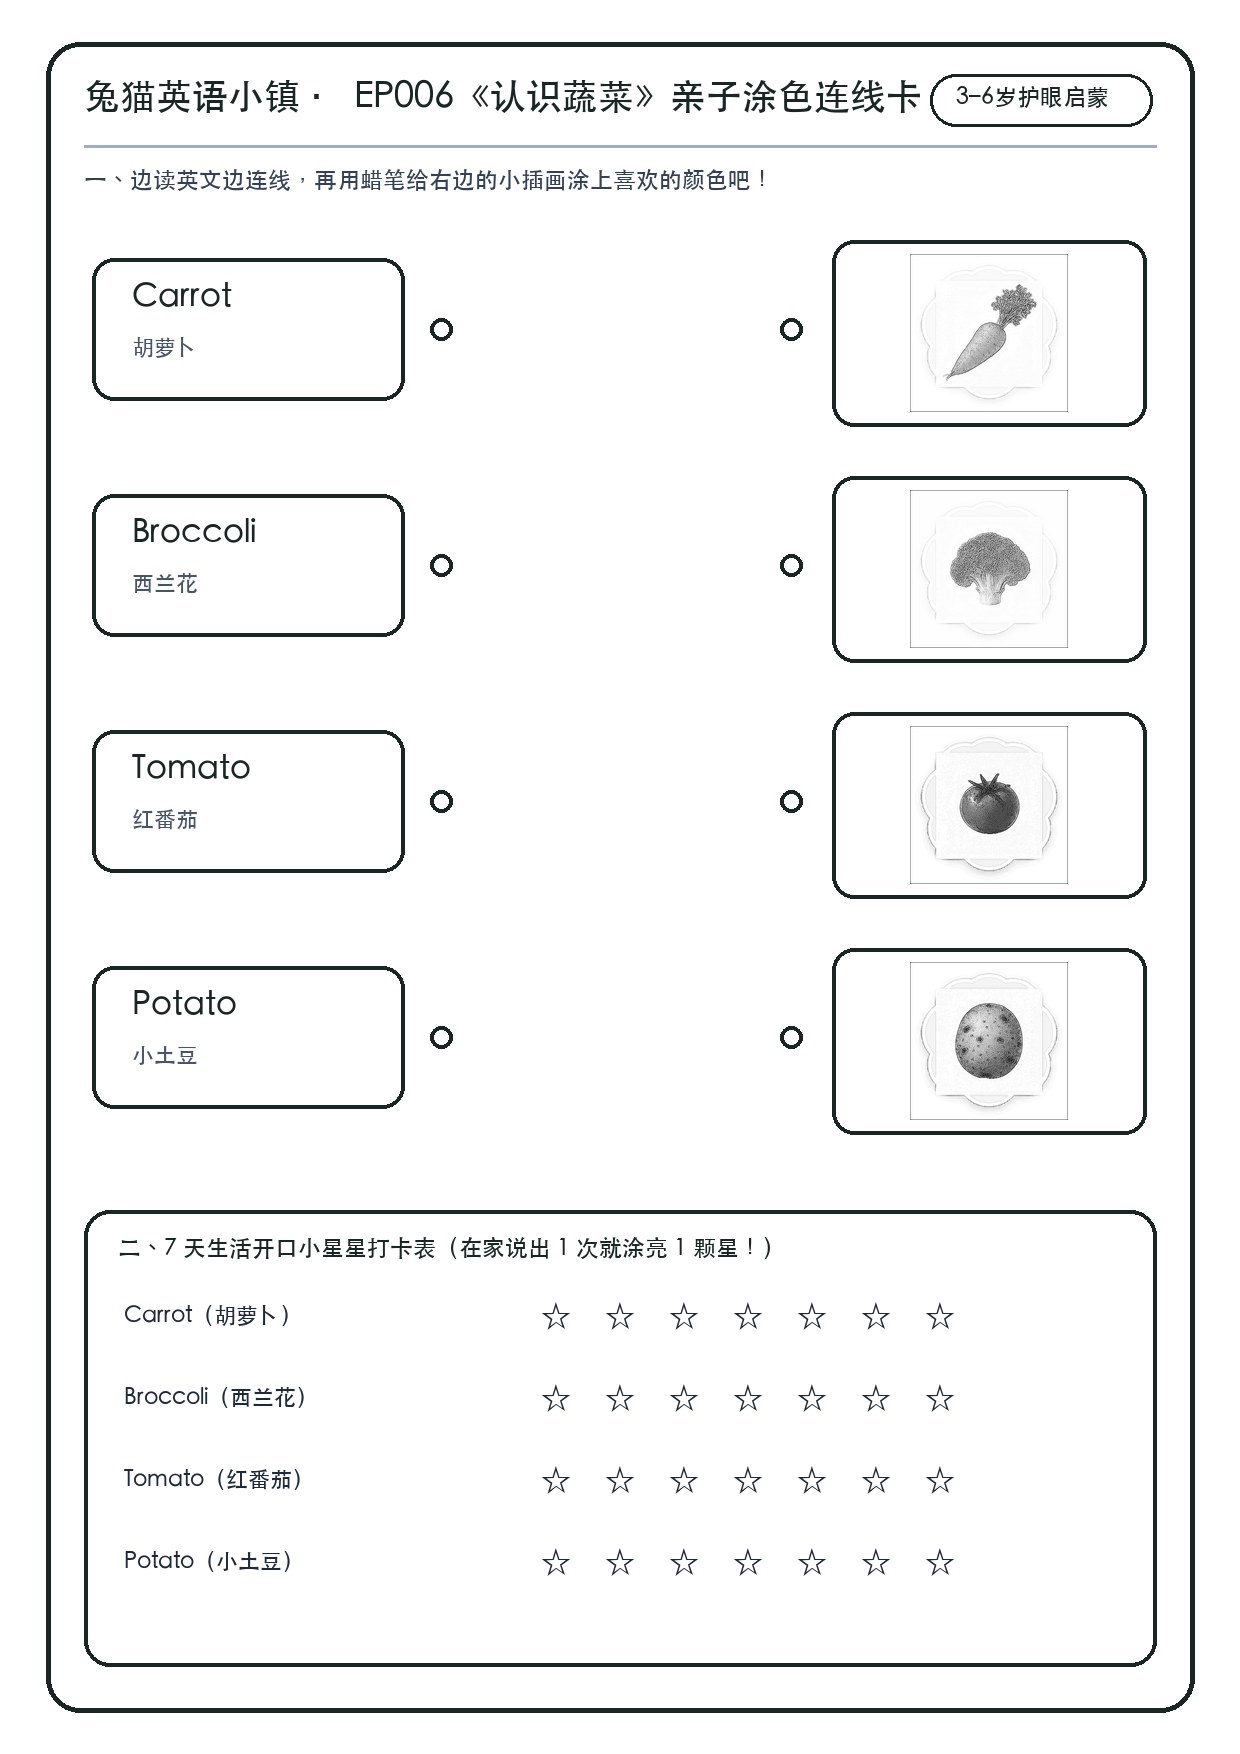 兔猫英语小镇· EP006《认识蔬菜》亲子涂色连线卡
3-6岁护眼启蒙
一、边读英文边连线，再用蜡笔给右边的小插画涂上喜欢的颜色吧！
Carrot
胡萝卜
Broccoli
西兰花
Tomato
红番茄
Potato
小土豆
二、7 天生活开口小星星打卡表（在家说出 1 次就涂亮 1 颗星！）
Carrot（胡萝卜） ☆ ☆ ☆ ☆ ☆ ☆ ☆
Broccoli（西兰花） ☆ ☆ ☆ ☆ ☆ ☆ ☆
Tomato（红番茄） ☆ ☆ ☆ ☆ ☆ ☆ ☆
Potato（小土豆） ☆ ☆ ☆ ☆ ☆ ☆ ☆